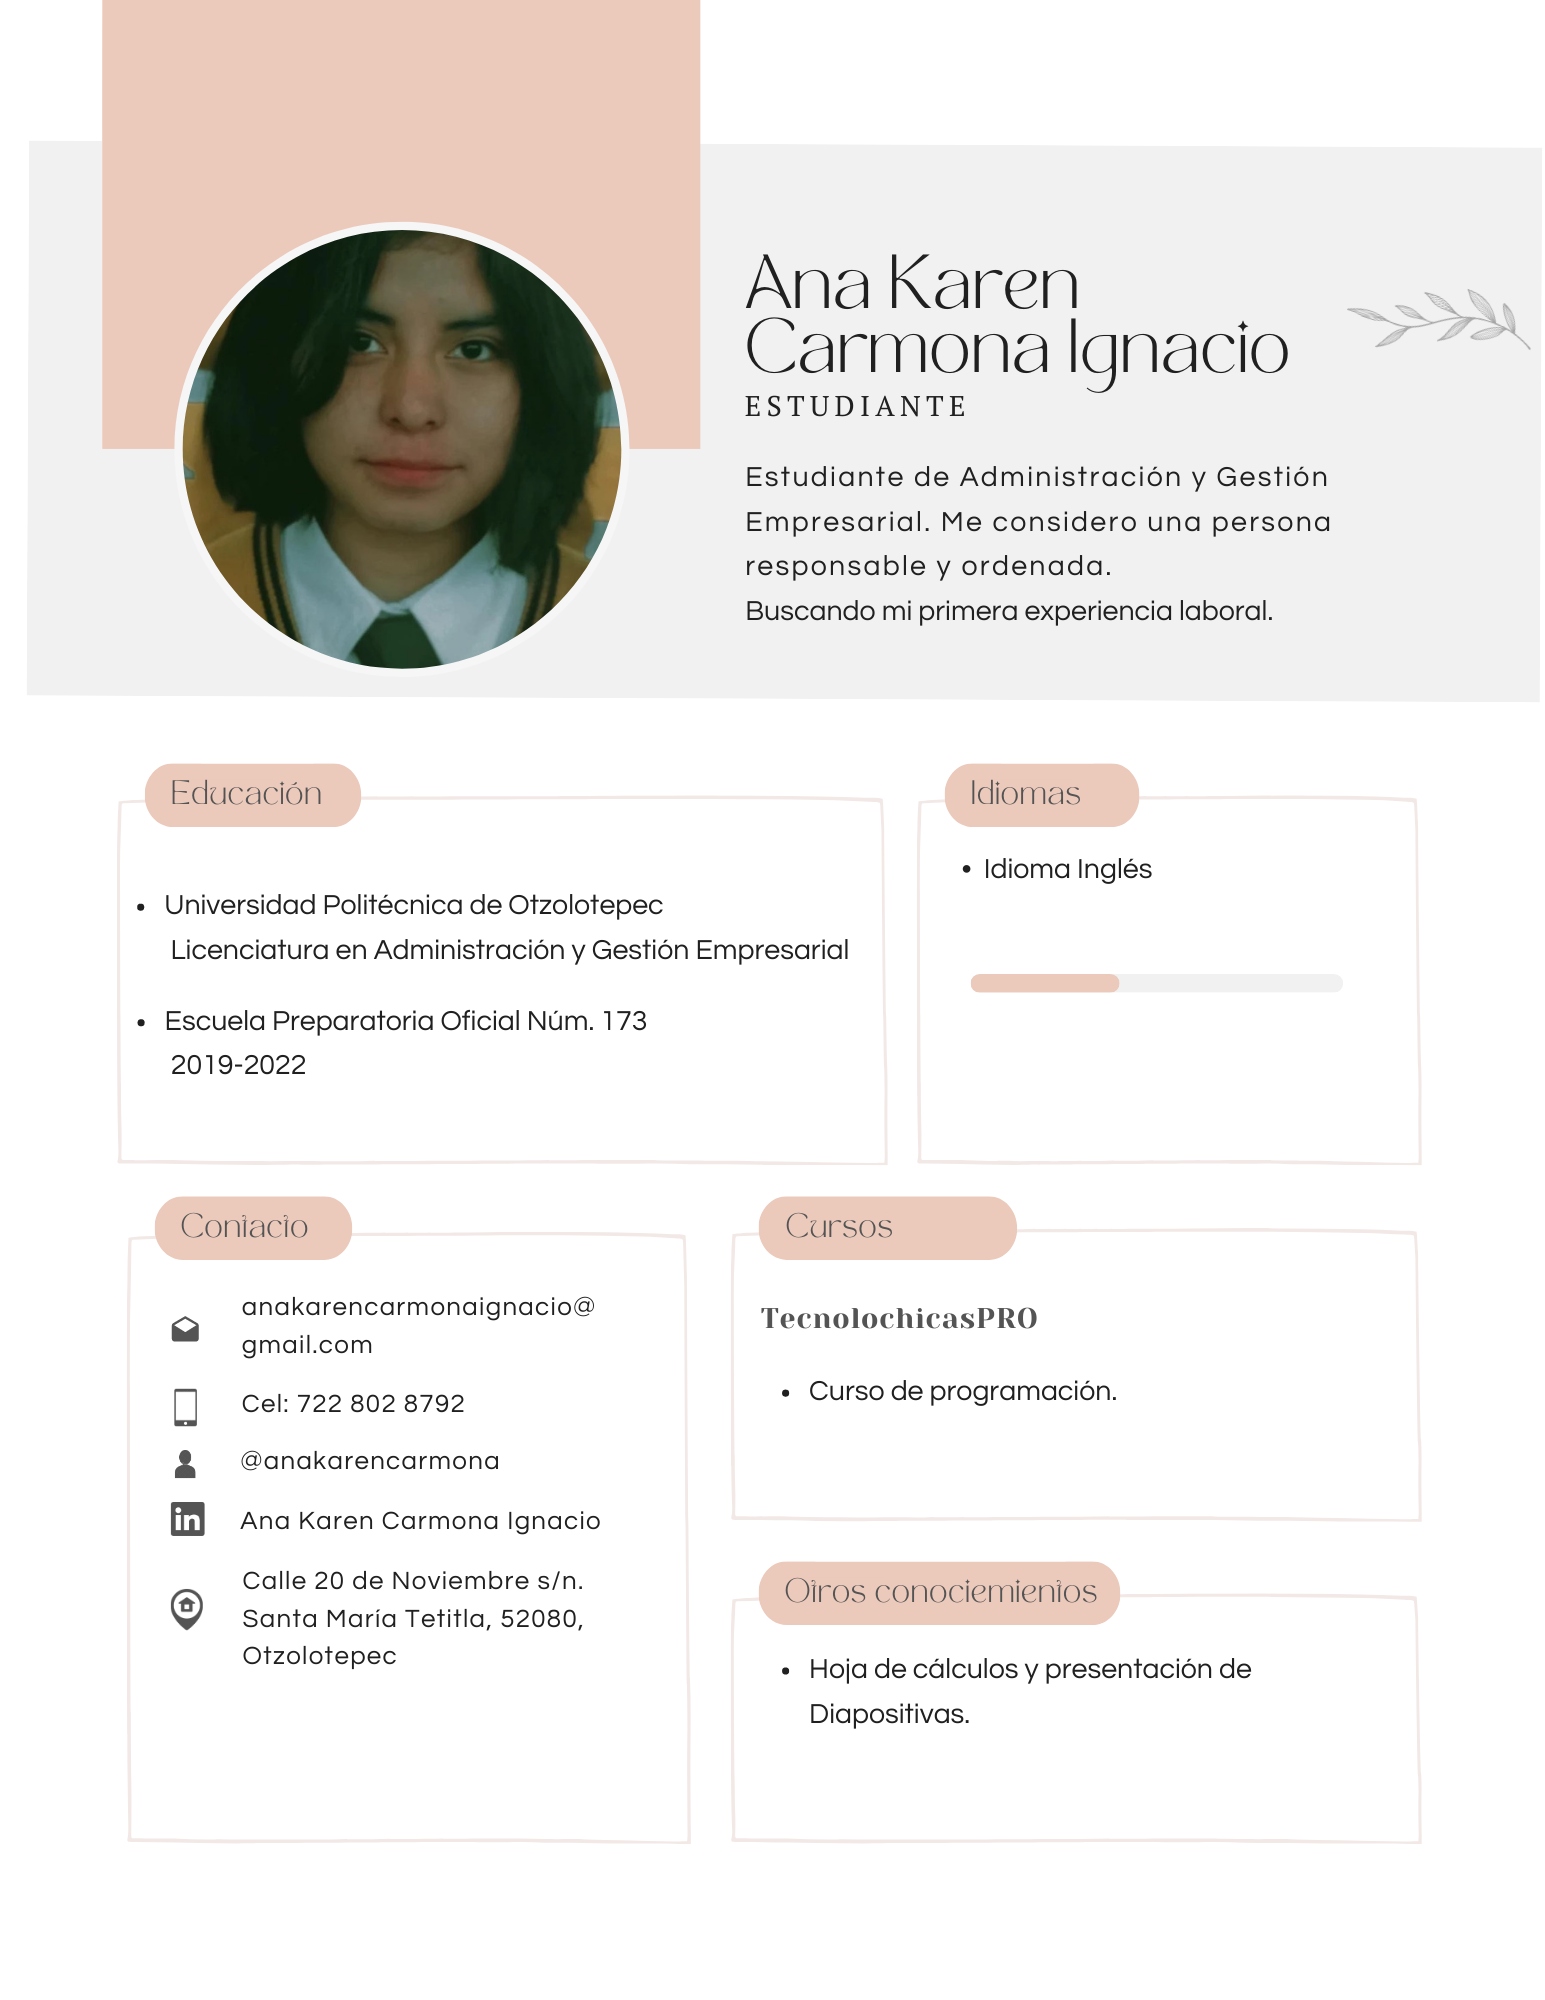 Ana Karen
Carmona Ignacio
ESTUDIANTE
Estudiante de Administración y Gestión
Empresarial. Me considero una persona
responsable y ordenada.
Buscando mi primera experiencia laboral.
Educación
• Universidad Politécnica de Otzolotepec
Licenciatura en Administración y Gestión Empresarial
• Escuela Preparatoria Oficial Núm. 173
2019-2022
Idiomas
• Idioma Inglés
Contacto
anakarencarmonaignacio@
gmail.com
Cel: 722 802 8792
@anakarencarmona
in
Ana Karen Carmona Ignacio
Calle 20 de Noviembre s/n.
Santa María Tetitla, 52080,
Otzolotepec
Cursos
TecnolochicasPRO
• Curso de programación.
Otros conociemientos
• Hoja de cálculos y presentación de
Diapositivas.